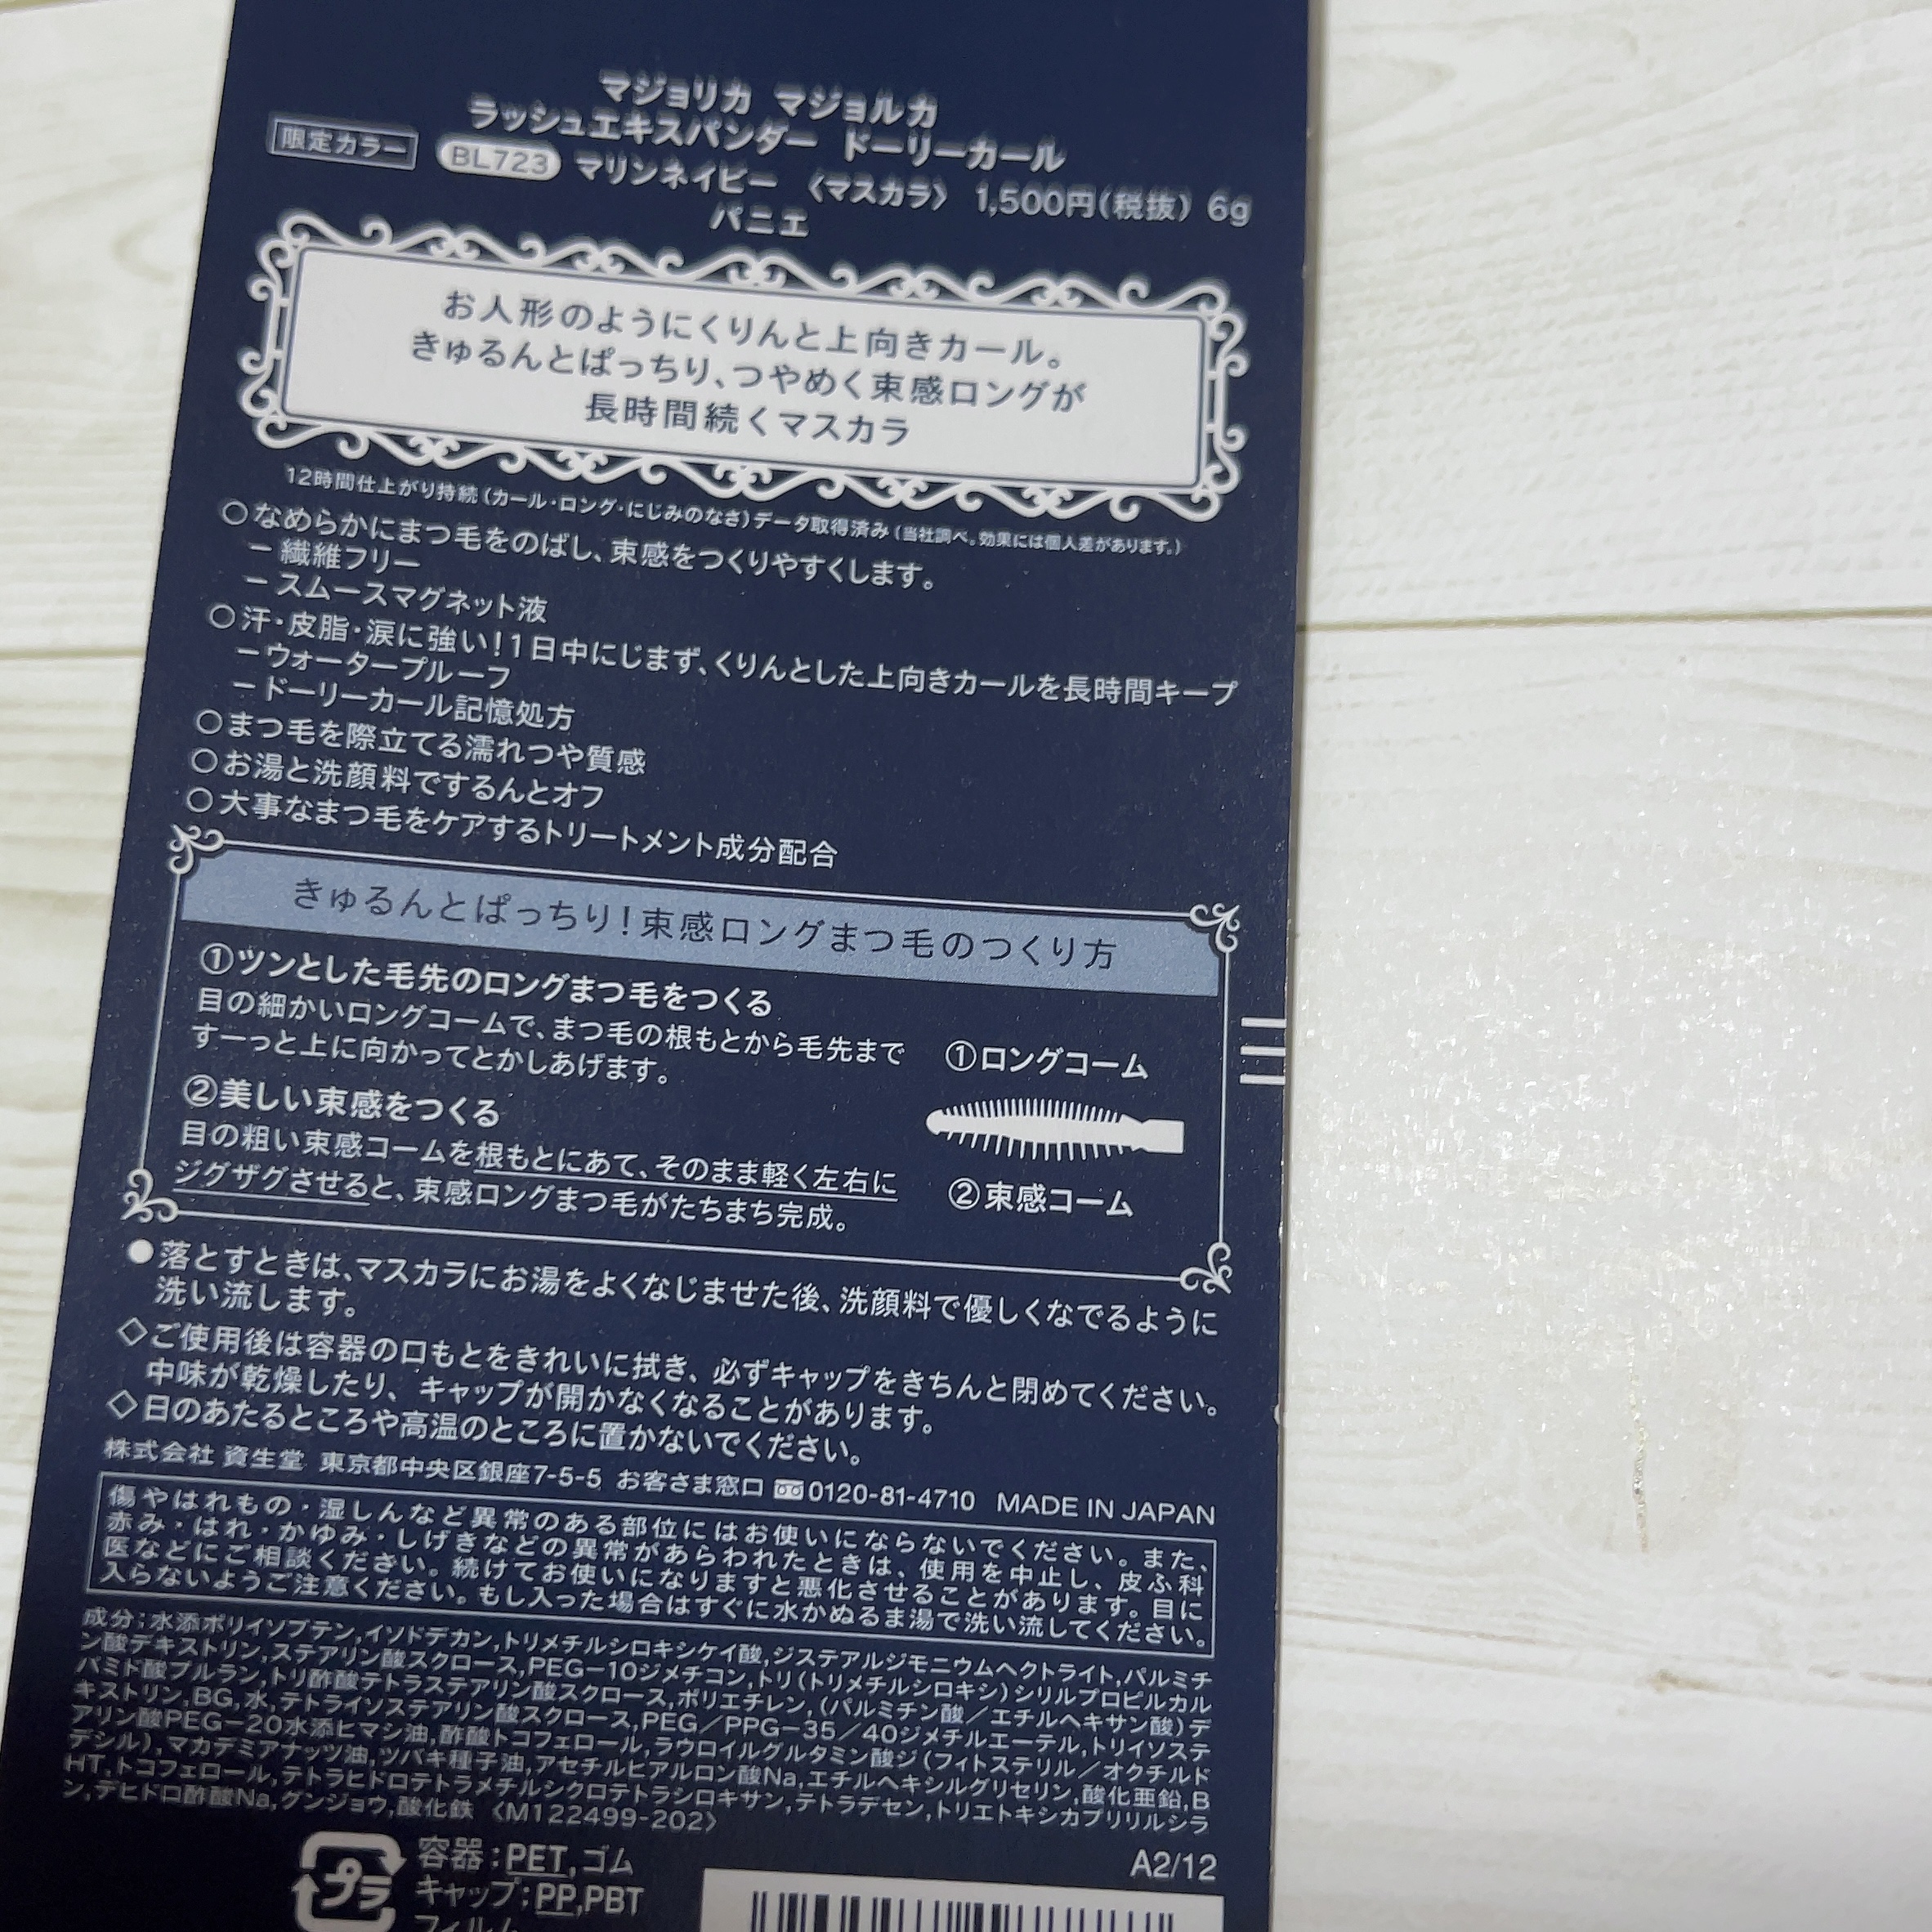 マジョリカ マジョルカ
ラッシュエキスパンダー ドーリーカール
限定カラー BL723 マリンネイビー 〈マスカラ〉 1,500円(税抜) 6g
パニエ
お人形のようにくりんと上向きカール。
きゅるんとぱっちり、つやめく束感ロングが
長時間続くマスカラ
12時間仕上がり持続(カール・ロング・にじみのなさ)データ取得済み(当社調べ。効果には個人差があります。)
○なめらかにまつ毛をのばし、束感をつくりやすくします。
ー繊維フリー
ースムースマグネット液
○汗・皮脂・涙に強い!1日中にじまず、くりんとした上向きカールを長時間キープ
ーウォータープルーフ
ードーリーカール記憶処方
○まつ毛を際立てる濡れつや質感
○お湯と洗顔料でするんとオフ
○大事なまつ毛をケアするトリートメント成分配合
きゅるんとぱっちり!束感ロングまつ毛のつくり方
①ツンとした毛先のロングまつ毛をつくる
目の細かいロングコームで、まつ毛の根もとから毛先まで
すーっと上に向かってとかしあげます。
①ロングコーム
②美しい束感をつくる
目の粗い束感コームを根もとにあて、そのまま軽く左右に
ジグザグさせると、束感ロングまつ毛がたちまち完成。
②束感コーム
●落とすときは、マスカラにお湯をよくなじませた後、洗顔料で優しくなでるように
洗い流します。
◇ご使用後は容器の口もとをきれいに拭き、必ずキャップをきちんと閉めてください。
中味が乾燥したり、キャップが開かなくなることがあります。
◇日のあたるところや高温のところに置かないでください。
株式会社 資生堂 東京都中央区銀座7-5-5 お客さま窓口 0120-81-4710 MADE IN JAPAN
傷やはれもの・湿しんなど異常のある部位にはお使いにならないでください。また、
赤み・はれ・かゆみ・しげきなどの異常があらわれたときは、使用を中止し、皮ふ科
医などにご相談ください。続けてお使いになりますと悪化させることがあります。目に
入らないようご注意ください。もし入った場合はすぐに水かぬるま湯で洗い流してください。
成分;水添ポリイソブテン,イソドデカン,トリメチルシロキシケイ酸,ジステアルジモニウムヘクトライト,パルミチ
ン酸デキストリン,ステアリン酸スクロース,PEG-10ジメチコン,トリ(トリメチルシロキシ)シリルプロピルカル
バミド酸プルラン,トリ酢酸テトラステアリン酸スクロース,ポリエチレン,(パルミチン酸/エチルヘキサン酸)デ
キストリン,BG,水,テトライソステアリン酸スクロース,PEG/PPG-35/40ジメチルエーテル,トリイソステ
アリン酸PEG-20水添ヒマシ油,酢酸トコフェロール,ラウロイルグルタミン酸ジ(フィトステリル/オクチルド
デシル),マカデミアナッツ油,ツバキ種子油,アセチルヒアルロン酸Na,エチルヘキシルグリセリン,酸化亜鉛,B
HT,トコフェロール,テトラヒドロテトラメチルシクロテトラシロキサン,テトラデセン,トリエトキシカプリリルシラ
ン,デヒドロ酢酸Na,グンジョウ,酸化鉄 〈M122499-202〉
A2/12
プラ
容器:PET,ゴム
キャップ:PP,PBT